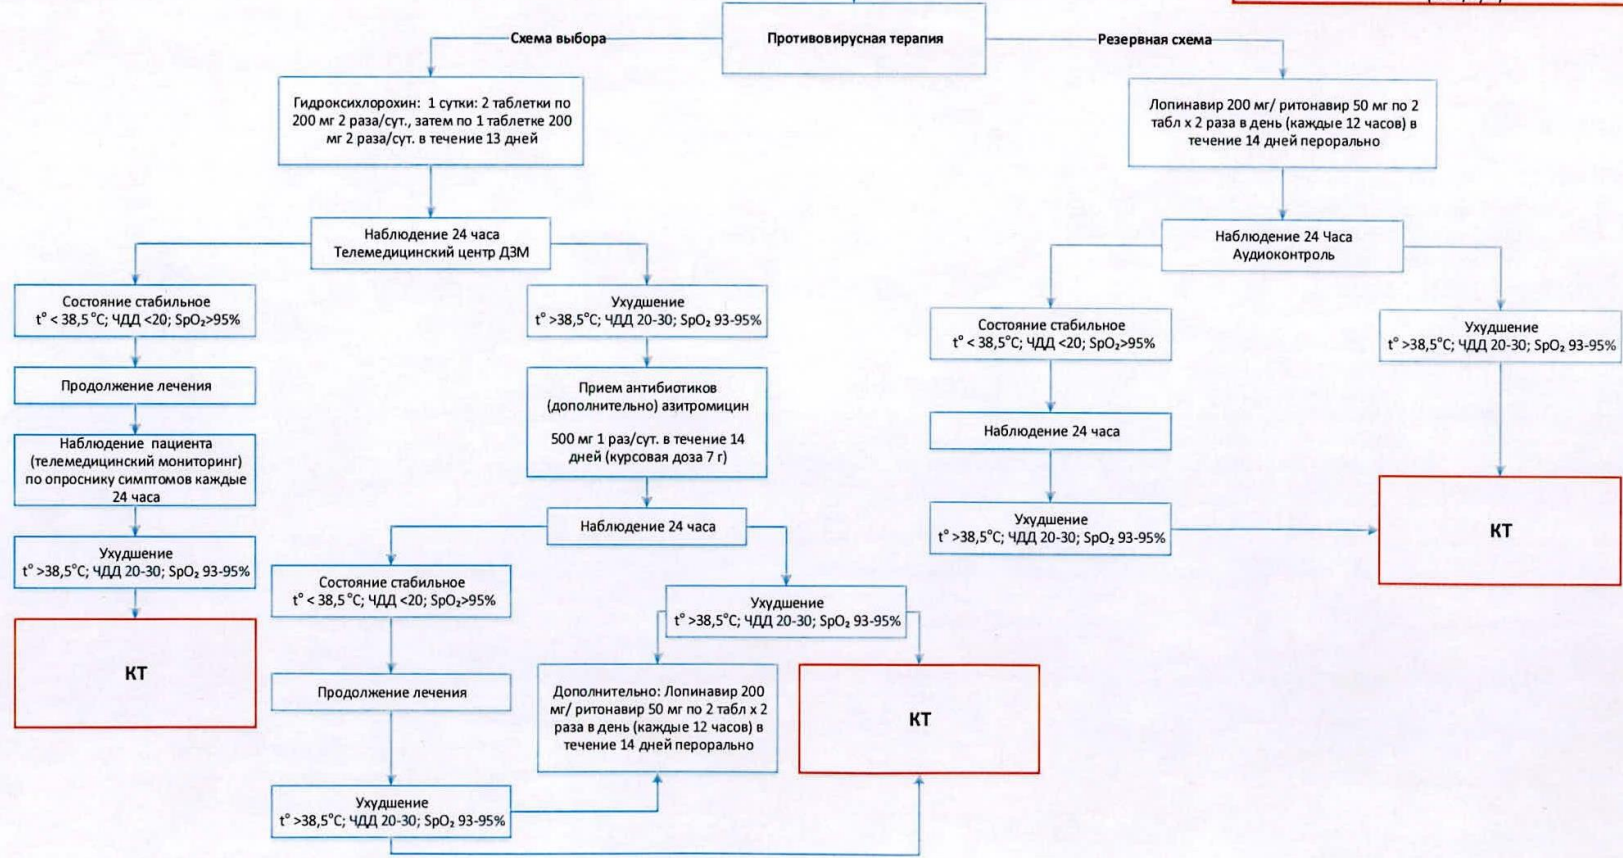 Схема выбора
Противовирусная терапия
Резервная схема
Гидроксихлорохин: 1 сутки: 2 таблетки по
200 мг 2 раза/сут., затем по 1 таблетке 200
мг 2 раза/сут. в течение 13 дней
Лопинавир 200 мг/ ритонавир 50 мг по 2
табл х 2 раза в день (каждые 12 часов) в
течение 14 дней перорально
Наблюдение 24 часа
Телемедицинский центр ДЗМ
Наблюдение 24 Часа
Аудиоконтроль
Состояние стабильное
t° < 38,5 °C; ЧДД <20; SpO₂>95%
Ухудшение
t° >38,5°C; ЧДД 20-30; SpO₂ 93-95%
Состояние стабильное
t° < 38,5°C; ЧДД <20; SpO₂>95%
Ухудшение
t° >38,5°C; ЧДД 20-30; SpO₂ 93-95%
Продолжение лечения
Прием антибиотиков
(дополнительно) азитромицин
500 мг 1 раз/сут. в течение 14
дней (курсовая доза 7 г)
Наблюдение 24 часа
Наблюдение пациента
(телемедицинский мониторинг)
по опроснику симптомов каждые
24 часа
Наблюдение 24 часа
Ухудшение
t° >38,5°C; ЧДД 20-30; SpO₂ 93-95%
КТ
Ухудшение
t° >38,5°C; ЧДД 20-30; SpO₂ 93-95%
Состояние стабильное
t° < 38,5 °C; ЧДД <20; SpO₂>95%
Ухудшение
t° >38,5°C; ЧДД 20-30; SpO₂ 93-95%
КТ
Продолжение лечения
Дополнительно: Лопинавир 200
мг/ ритонавир 50 мг по 2 табл х 2
раза в день (каждые 12 часов) в
течение 14 дней перорально
КТ
Ухудшение
t° >38,5°C; ЧДД 20-30; SpO₂ 93-95%